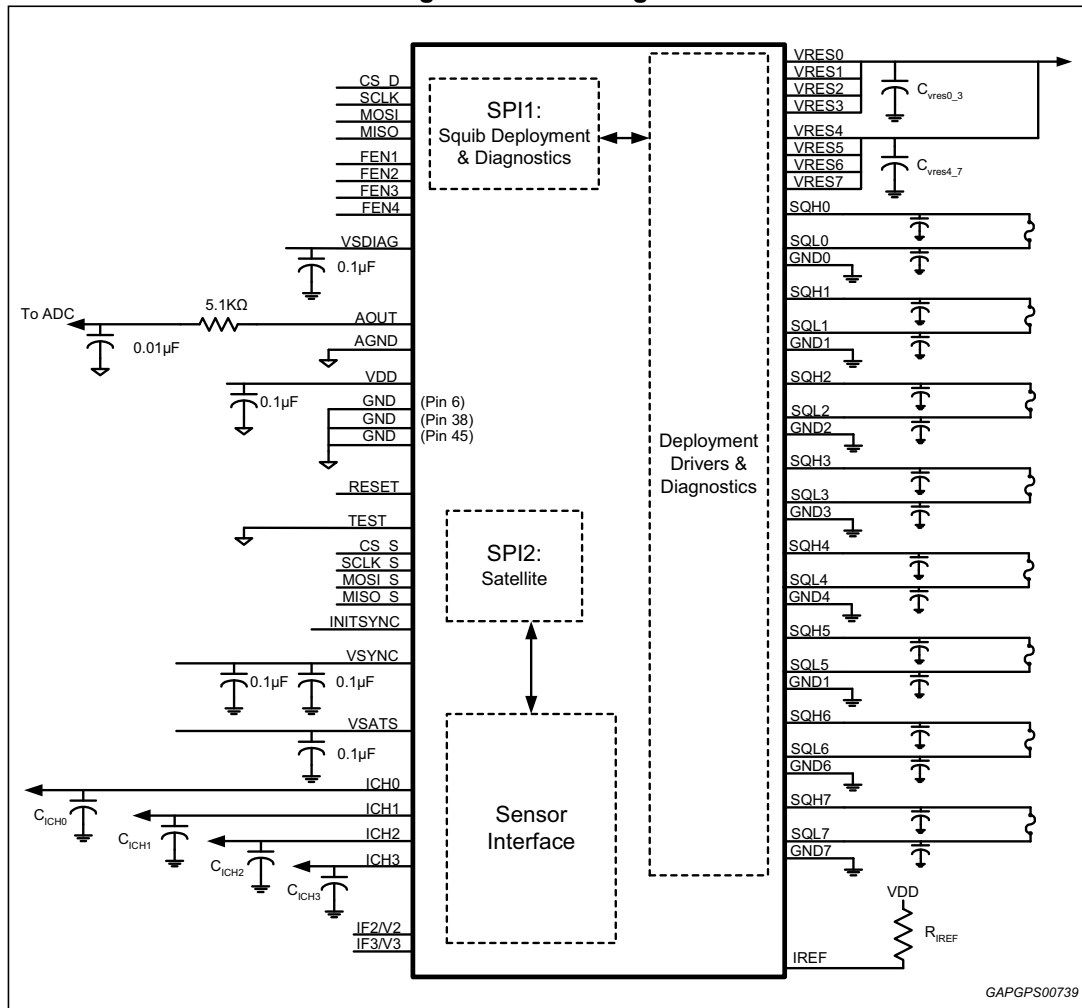 CS_D
SCLK
MOSI
MISO
FEN1
FEN2
FEN3
FEN4
VSDIAG
0.1µF
To ADC
5.1KΩ
AOUT
0.01µF
AGND
VDD
0.1µF
GND (Pin 6)
GND (Pin 38)
GND (Pin 45)
RESET
TEST
CS_S
SCLK_S
MOSI_S
MISO_S
INITSYNC
VSYNC
0.1µF
0.1µF
VSATS
0.1µF
ICH0
CICH0
ICH1
CICH1
ICH2
CICH2
ICH3
CICH3
IF2/V2
IF3/V3
SPI1:
Squib Deployment
& Diagnostics
SPI2:
Satellite
Sensor
Interface
Deployment
Drivers &
Diagnostics
VRES0
VRES1
VRES2
VRES3
Cvres0_3
VRES4
VRES5
VRES6
VRES7
Cvres4_7
SQH0
SQL0
GND0
SQH1
SQL1
GND1
SQH2
SQL2
GND2
SQH3
SQL3
GND3
SQH4
SQL4
GND4
SQH5
SQL5
GND1
SQH6
SQL6
GND6
SQH7
SQL7
GND7
VDD
RIREF
IREF
GAPGPS00739